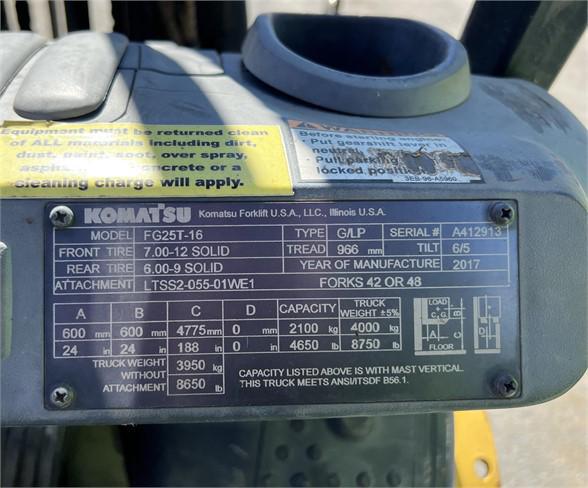 Equipment must be returned clean
of ALL materials including dirt,
dust, paint, soot, over spray,
concrete or a
cleaning charge will apply.
Before starting engine
• Put gearshift lever in
neutral
• Pull parking
locked position
3EB-96-A5960
KOMATSU Komatsu Forklift U.S.A., LLC., Illinois U.S.A.
MODEL FG25T-16 TYPE G/LP SERIAL # A412913
FRONT TIRE 7.00-12 SOLID TREAD 966 mm TILT 6/5
REAR TIRE 6.00-9 SOLID YEAR OF MANUFACTURE 2017
ATTACHMENT LTSS2-055-01WE1 FORKS 42 OR 48
A B C D CAPACITY TRUCK WEIGHT ±5%
600 mm 600 mm 4775 mm 0 mm 2100 kg 4000 kg
24 in 24 in 188 in 0 in 4650 lb 8750 lb
TRUCK WEIGHT WITHOUT ATTACHMENT 3950 kg 8650 lb
CAPACITY LISTED ABOVE IS WITH MAST VERTICAL.
THIS TRUCK MEETS ANSI/ITSDF B56.1.
LOAD
C.G.
B
A
C
D
FLOOR